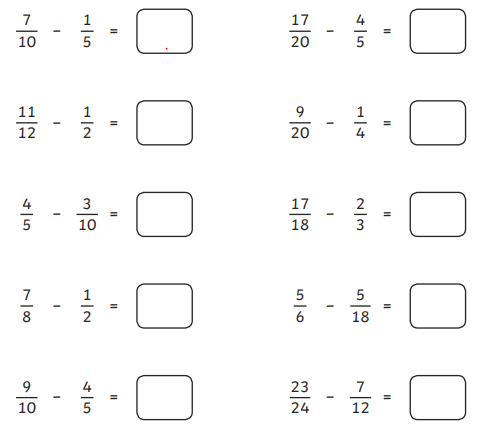 7/10 - 1/5 = 
17/20 - 4/5 = 
11/12 - 1/2 = 
9/20 - 1/4 = 
4/5 - 3/10 = 
17/18 - 2/3 = 
7/8 - 1/2 = 
5/6 - 5/18 = 
9/10 - 4/5 = 
23/24 - 7/12 =